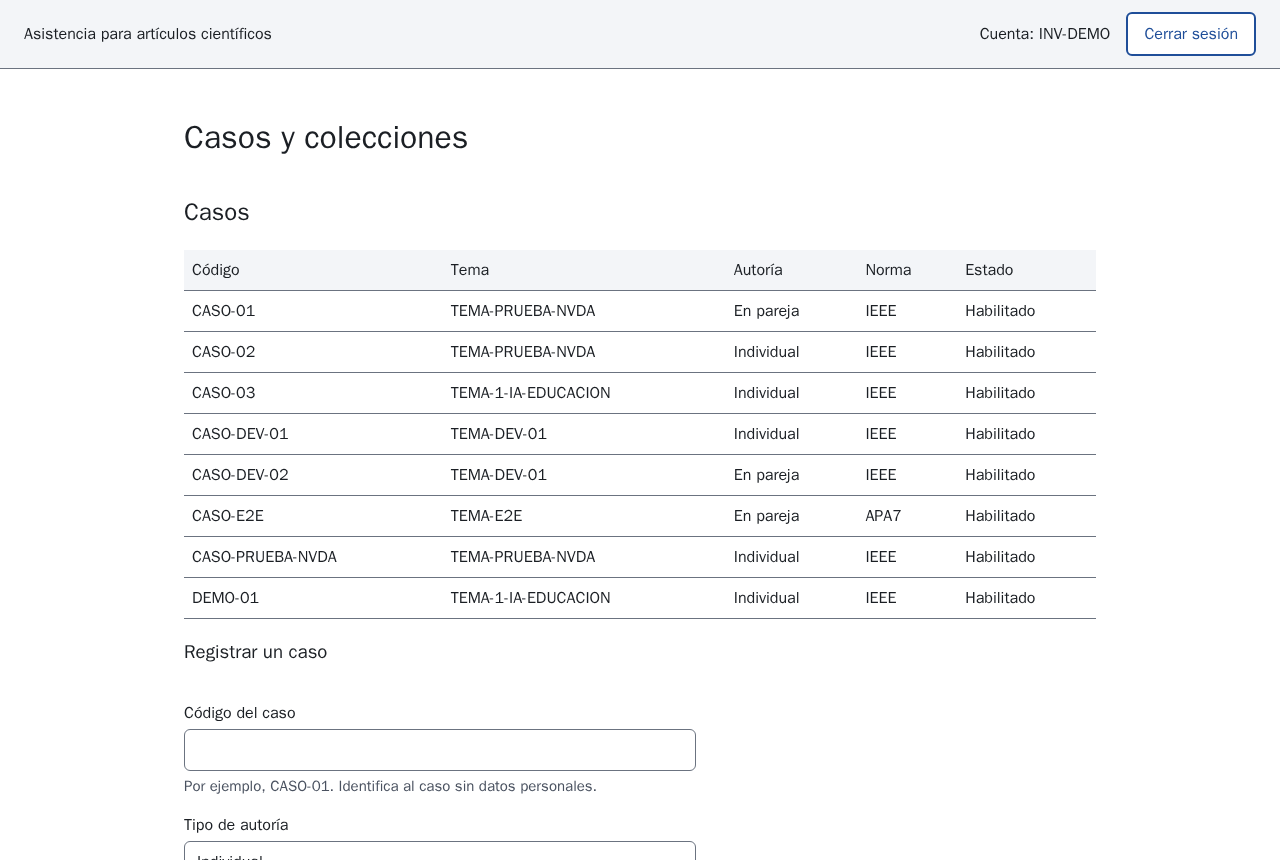 Asistencia para artículos científicos
Cuenta: INV-DEMO
Cerrar sesión
Casos y colecciones
Casos
Código Tema Autoría Norma Estado
CASO-01 TEMA-PRUEBA-NVDA En pareja IEEE Habilitado
CASO-02 TEMA-PRUEBA-NVDA Individual IEEE Habilitado
CASO-03 TEMA-1-IA-EDUCACION Individual IEEE Habilitado
CASO-DEV-01 TEMA-DEV-01 Individual IEEE Habilitado
CASO-DEV-02 TEMA-DEV-01 En pareja IEEE Habilitado
CASO-E2E TEMA-E2E En pareja APA7 Habilitado
CASO-PRUEBA-NVDA TEMA-PRUEBA-NVDA Individual IEEE Habilitado
DEMO-01 TEMA-1-IA-EDUCACION Individual IEEE Habilitado
Registrar un caso
Código del caso
Por ejemplo, CASO-01. Identifica al caso sin datos personales.
Tipo de autoría
Individual